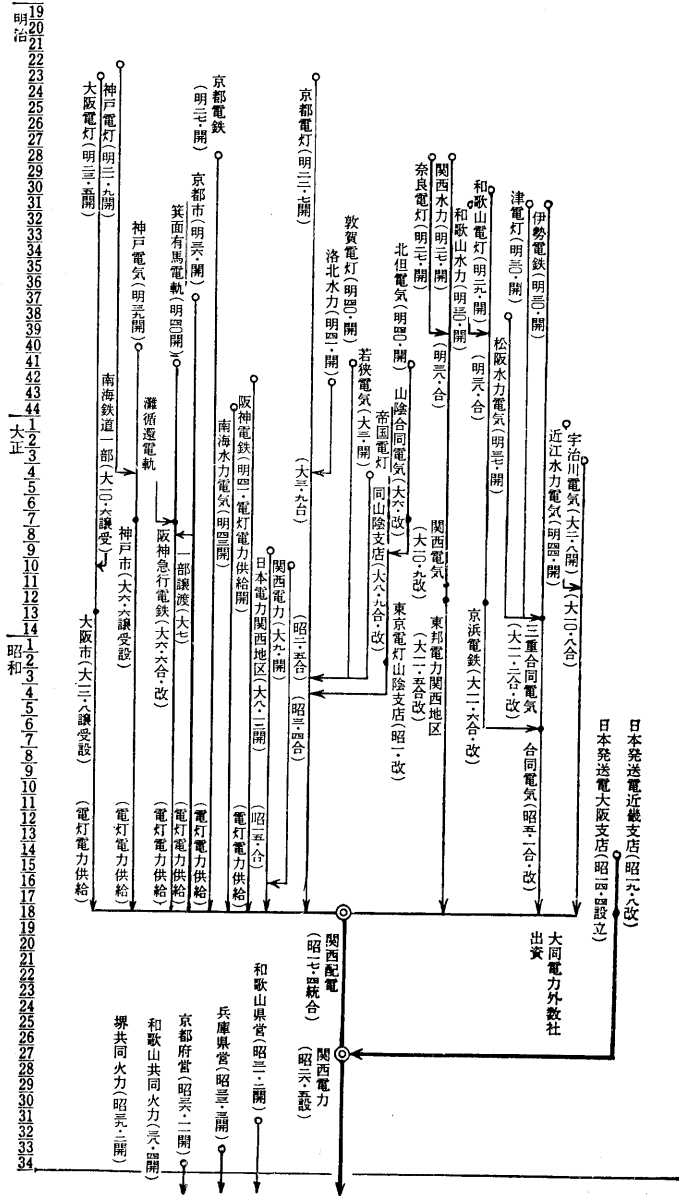 明治
19
20
21
22
23
24
25
26
27
28
29
30
31
32
33
34
35
36
37
38
39
40
41
42
43
44
大正
1
2
3
4
5
6
7
8
9
10
11
12
13
14
昭和
1
2
3
4
5
6
7
8
9
10
11
12
13
14
15
16
17
18
19
20
21
22
23
24
25
26
27
28
29
30
31
32
33
34
日本発送電近畿支店(昭一九・八改)
日本発送電大阪支店(昭一四・四設立)
宇治川電気(大二・八開)
(大一〇・八合)
近江水力電気(明四四・開)
大同電力外数社
出資
伊勢電鉄(明三〇・開)
津電灯(明三〇・開)
三重合同電気
(大一一・二合・改)
合同電気(昭五・一合・改)
松阪水力電気(明三七・開)
和歌山電灯(明二九・開)
(明三八・合)
京浜電鉄(大一一・六合・改)
和歌山水力(明三〇・開)
関西水力(明二七・開)
(明三八・合)
関西電気
(大一〇・九改)
東邦電力関西地区
(大一一・五合改)
奈良電灯(明二七・開)
北但電気(明四〇・開)
山陰合同電気(大六・改)
東京電灯山陰支店(昭一・改)
帝国電灯
同山陰支店(大八・九合・改)
若狭電気(大三・開)
敦賀電灯(明四〇・開)
洛北水力(明四一・開)
京都電灯(明二二・七開)
(大三・九合)
(昭二・五合)
(昭三・四合)
関西電力(大九・開)
日本電力関西地区(大八・一二開)
(昭一五・合)
阪神電鉄(明四一・電灯電力供給開)
(電灯電力供給)
南海水力電気(明四三開)
京都電鉄
(明二七・開)
(電灯電力供給)
京都市(明三六・開)
一部譲渡(大七)
(電灯電力供給)
箕面有馬電軌(明四〇開)
灘循還電軌
阪神急行電鉄(大六・六合・改)
(電灯電力供給)
神戸電灯(明二一・九開)
神戸電気(明三九・開)
神戸市(大六・六譲受設)
(電灯電力供給)
大阪電灯(明二三・五開)
南海鉄道一部(大一〇・六譲受)
大阪市(大一二・八譲受設)
(電灯電力供給)
関西配電
(昭一七・四統合)
関西電力
(昭二六・五設)
和歌山県営(昭三一・二開)
兵庫県営(昭三三・三開)
京都府営(昭三六・一一開)
和歌山共同火力(三八・四開)
堺共同火力(昭三九・二開)